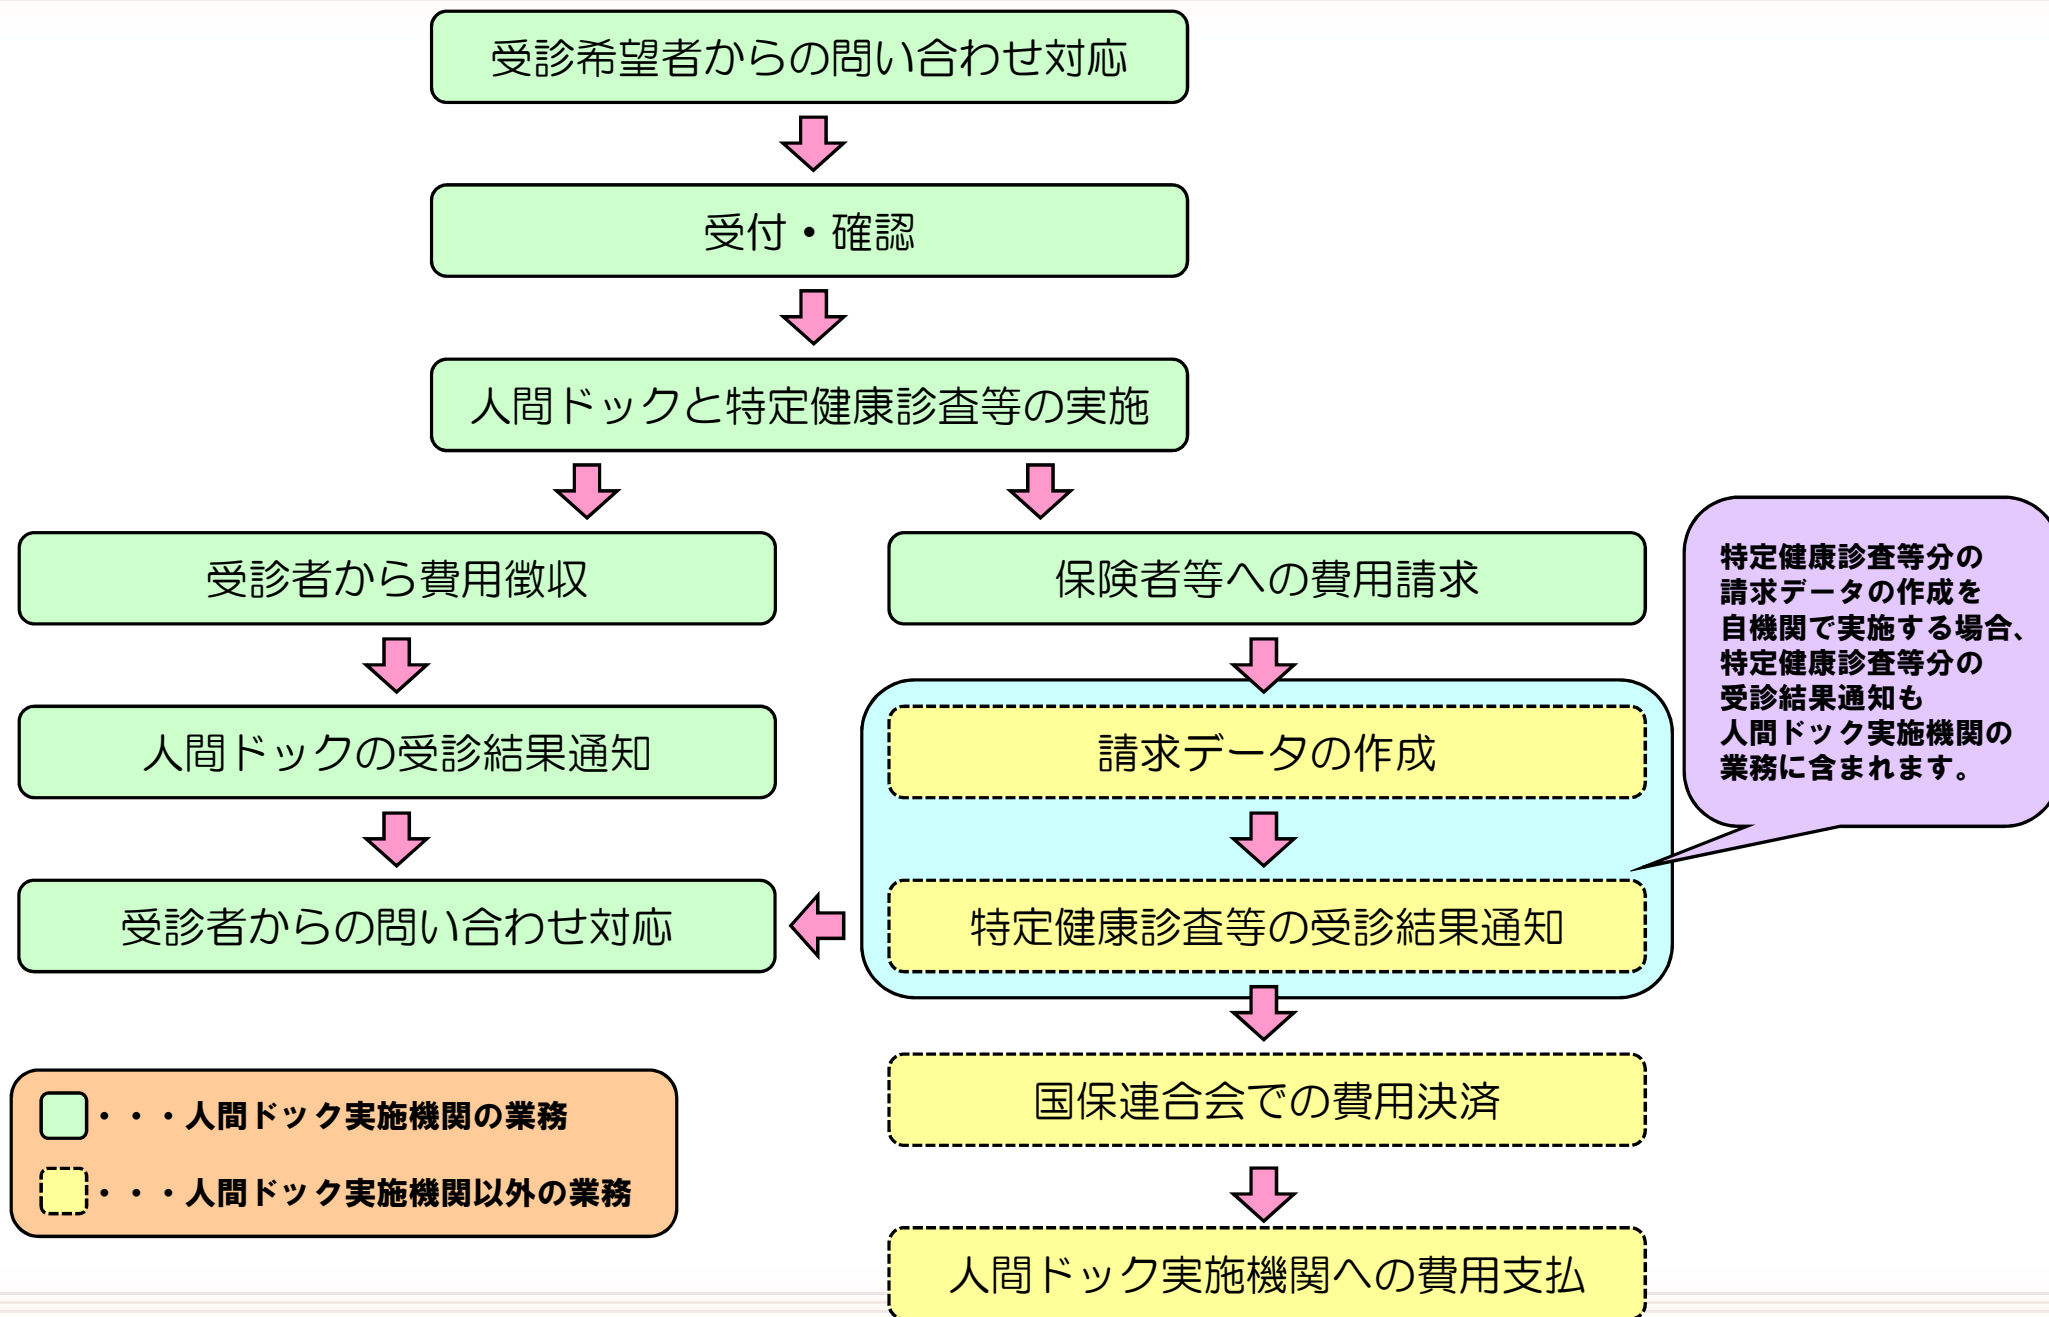 受診希望者からの問い合わせ対応
受付・確認
人間ドックと特定健康診査等の実施
受診者から費用徴収
保険者等への費用請求
特定健康診査等分の
請求データの作成を
自機関で実施する場合、
特定健康診査等分の
受診結果通知も
人間ドック実施機関の
業務に含まれます。
人間ドックの受診結果通知
請求データの作成
受診者からの問い合わせ対応
特定健康診査等の受診結果通知
国保連合会での費用決済
・・・人間ドック実施機関の業務
・・・人間ドック実施機関以外の業務
人間ドック実施機関への費用支払